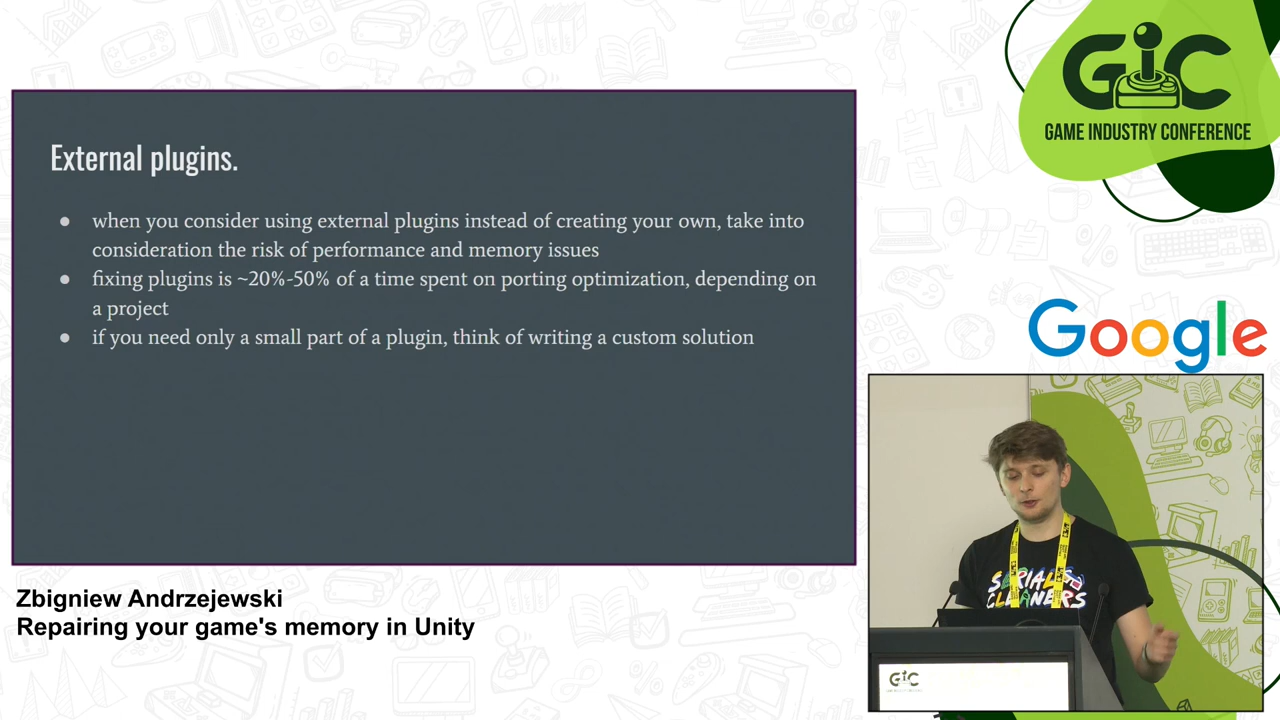 GIC
GAME INDUSTRY CONFERENCE
External plugins.
● when you consider using external plugins instead of creating your own, take into
consideration the risk of performance and memory issues
● fixing plugins is ~20%-50% of a time spent on porting optimization, depending on
a project
● if you need only a small part of a plugin, think of writing a custom solution
Google
SERIAL
CLEANERS
GIC
Zbigniew Andrzejewski
Repairing your game's memory in Unity